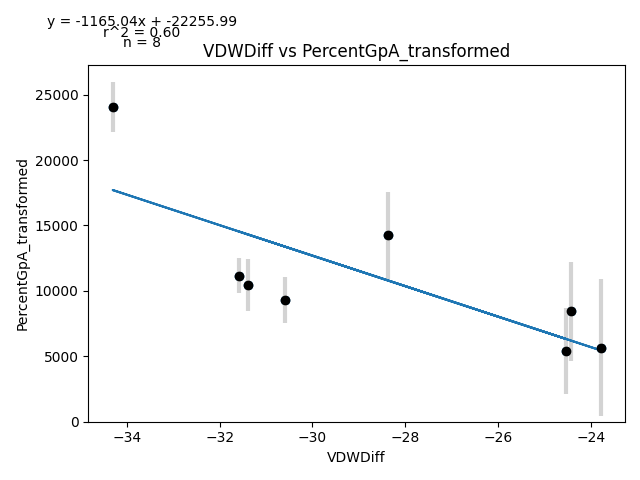 y = -1165.04x + -22255.99
r^2 = 0.60
n = 8
VDWDiff vs PercentGpA_transformed
25000
20000
15000
10000
5000
0
PercentGpA_transformed
−34 −32 −30 −28 −26 −24
VDWDiff